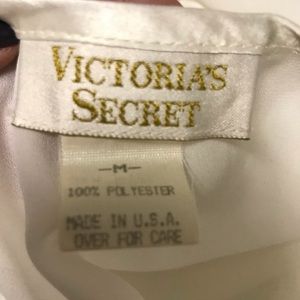 VICTORIA'S
SECRET
-M-
100% POLYESTER
MADE IN U.S.A.
OVER FOR CARE